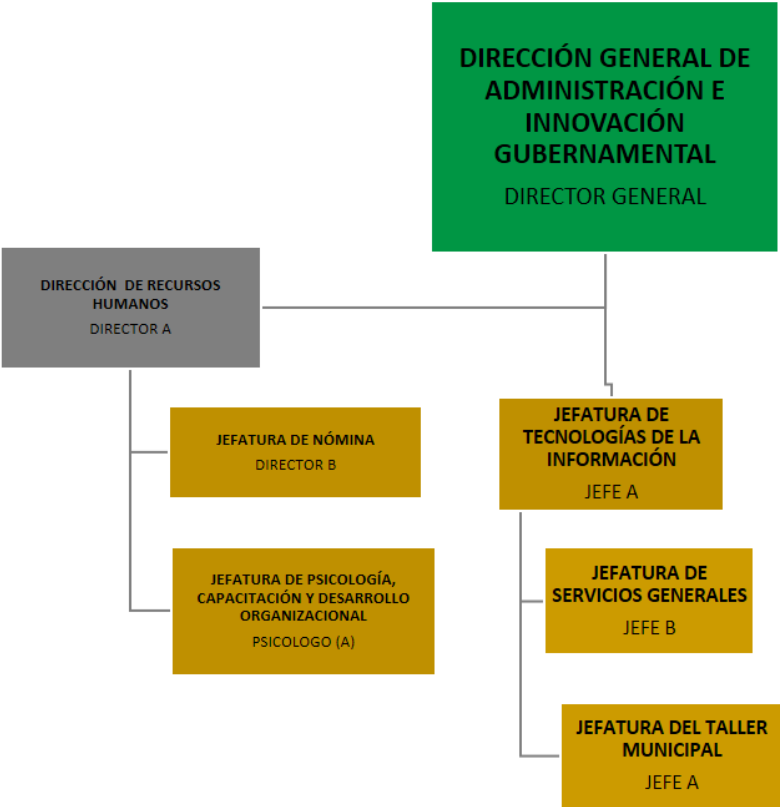 DIRECCIÓN GENERAL DE
ADMINISTRACIÓN E
INNOVACIÓN
GUBERNAMENTAL
DIRECTOR GENERAL
DIRECCIÓN DE RECURSOS
HUMANOS
DIRECTOR A
JEFATURA DE NÓMINA
DIRECTOR B
JEFATURA DE PSICOLOGÍA,
CAPACITACIÓN Y DESARROLLO
ORGANIZACIONAL
PSICOLOGO (A)
JEFATURA DE
TECNOLOGÍAS DE LA
INFORMACIÓN
JEFE A
JEFATURA DE
SERVICIOS GENERALES
JEFE B
JEFATURA DEL TALLER
MUNICIPAL
JEFE A